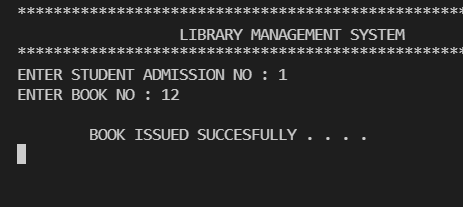 **************************************************
LIBRARY MANAGEMENT SYSTEM
**************************************************
ENTER STUDENT ADMISSION NO : 1
ENTER BOOK NO : 12
BOOK ISSUED SUCCESFULLY . . . .